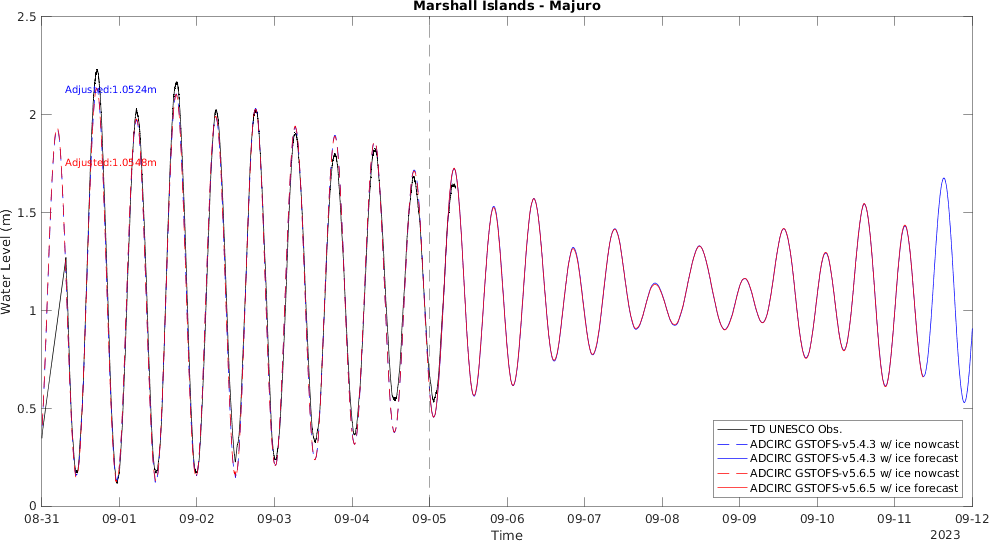 Marshall Islands - Majuro
2.5
2
1.5
1
0.5
0
Water Level (m)
Adjusted:1.0524m
Adjusted:1.0548m
TD UNESCO Obs.
ADCIRC GSTOFS-v5.4.3 w/ ice nowcast
ADCIRC GSTOFS-v5.4.3 w/ ice forecast
ADCIRC GSTOFS-v5.6.5 w/ ice nowcast
ADCIRC GSTOFS-v5.6.5 w/ ice forecast
08-31 09-01 09-02 09-03 09-04 09-05 09-06 09-07 09-08 09-09 09-10 09-11 09-12
Time
2023